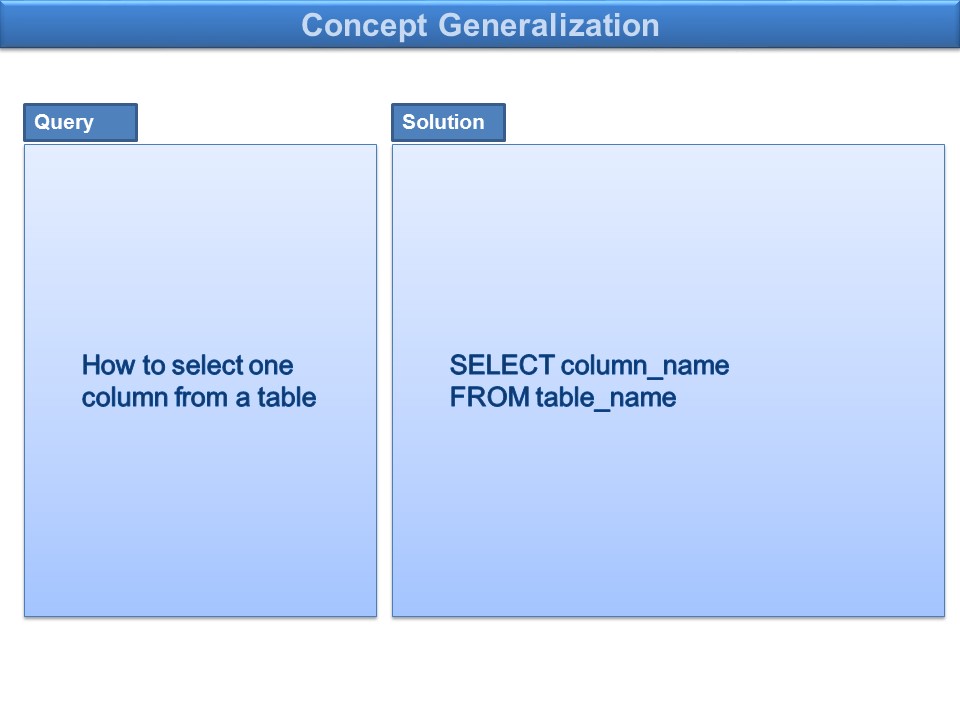 Concept Generalization
Query
How to select one
column from a table
Solution
SELECT column_name
FROM table_name